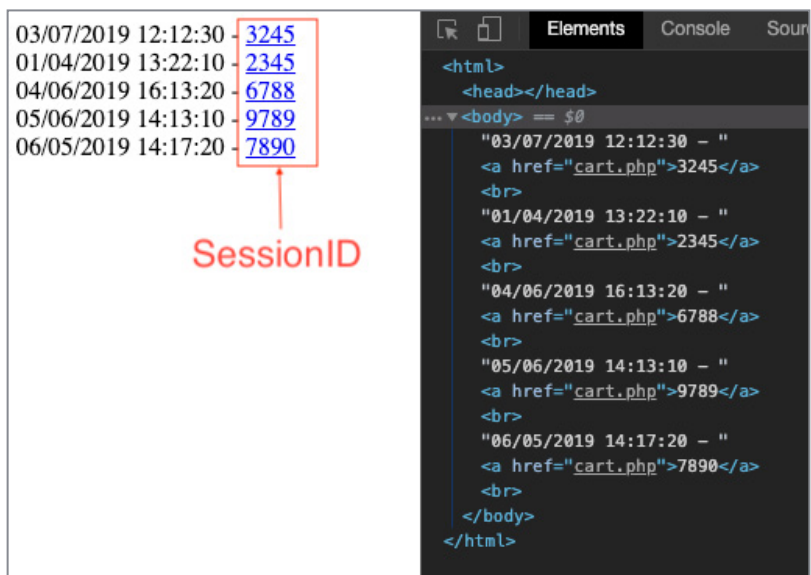 03/07/2019 12:12:30 - 3245
01/04/2019 13:22:10 - 2345
04/06/2019 16:13:20 - 6788
05/06/2019 14:13:10 - 9789
06/05/2019 14:17:20 - 7890
SessionID
Elements Console Sour
<html>
<head></head>
... ▼ <body> == $0
"03/07/2019 12:12:30 – "
<a href="cart.php">3245</a>
<br>
"01/04/2019 13:22:10 – "
<a href="cart.php">2345</a>
<br>
"04/06/2019 16:13:20 – "
<a href="cart.php">6788</a>
<br>
"05/06/2019 14:13:10 – "
<a href="cart.php">9789</a>
<br>
"06/05/2019 14:17:20 – "
<a href="cart.php">7890</a>
<br>
</body>
</html>